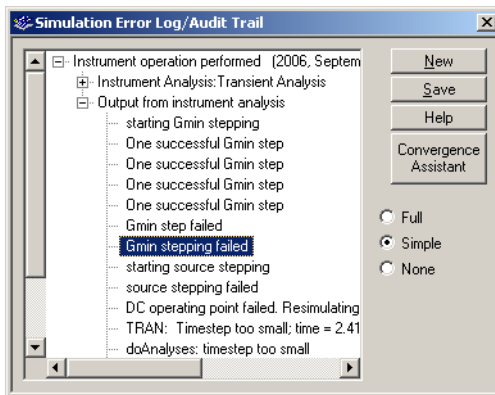 Simulation Error Log/Audit Trail
Instrument operation performed (2006, Septem
Instrument Analysis:Transient Analysis
Output from instrument analysis
starting Gmin stepping
One successful Gmin step
One successful Gmin step
One successful Gmin step
One successful Gmin step
Gmin step failed
Gmin stepping failed
starting source stepping
source stepping failed
DC operating point failed. Resimulating
TRAN: Timestep too small; time = 2.41
doAnalyses: timestep too small
New
Save
Help
Convergence
Assistant
Full
Simple
None